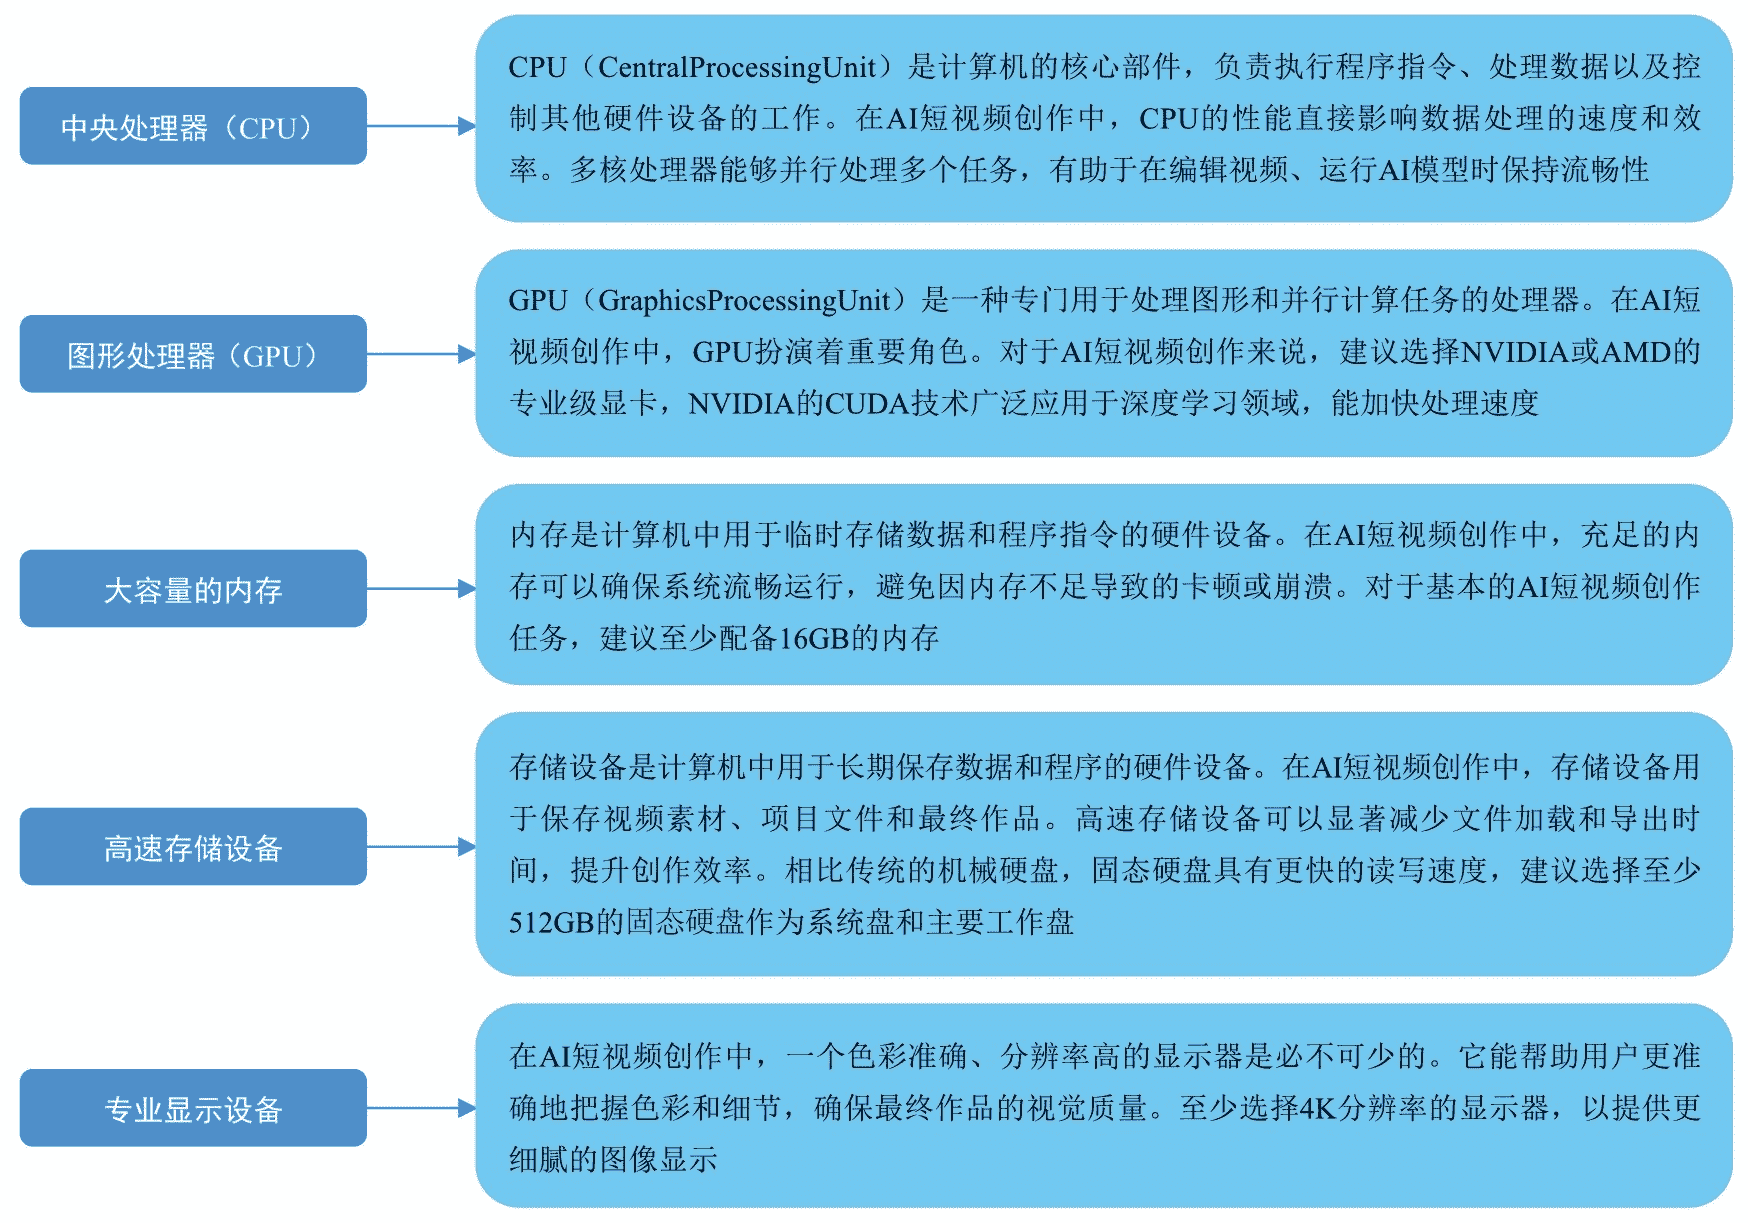 中央处理器（CPU）
CPU（CentralProcessingUnit）是计算机的核心部件，负责执行程序指令、处理数据以及控
制其他硬件设备的工作。在AI短视频创作中，CPU的性能直接影响数据处理的速度和效
率。多核处理器能够并行处理多个任务，有助于在编辑视频、运行AI模型时保持流畅性
图形处理器（GPU）
GPU（GraphicsProcessingUnit）是一种专门用于处理图形和并行计算任务的处理器。在AI短
视频创作中，GPU扮演着重要角色。对于AI短视频创作来说，建议选择NVIDIA或AMD的
专业级显卡，NVIDIA的CUDA技术广泛应用于深度学习领域，能加快处理速度
大容量的内存
内存是计算机中用于临时存储数据和程序指令的硬件设备。在AI短视频创作中，充足的内
存可以确保系统流畅运行，避免因内存不足导致的卡顿或崩溃。对于基本的AI短视频创作
任务，建议至少配备16GB的内存
高速存储设备
存储设备是计算机中用于长期保存数据和程序的硬件设备。在AI短视频创作中，存储设备用
于保存视频素材、项目文件和最终作品。高速存储设备可以显著减少文件加载和导出时
间，提升创作效率。相比传统的机械硬盘，固态硬盘具有更快的读写速度，建议选择至少
512GB的固态硬盘作为系统盘和主要工作盘
专业显示设备
在AI短视频创作中，一个色彩准确、分辨率高的显示器是必不可少的。它能帮助用户更准
确地把握色彩和细节，确保最终作品的视觉质量。至少选择4K分辨率的显示器，以提供更
细腻的图像显示